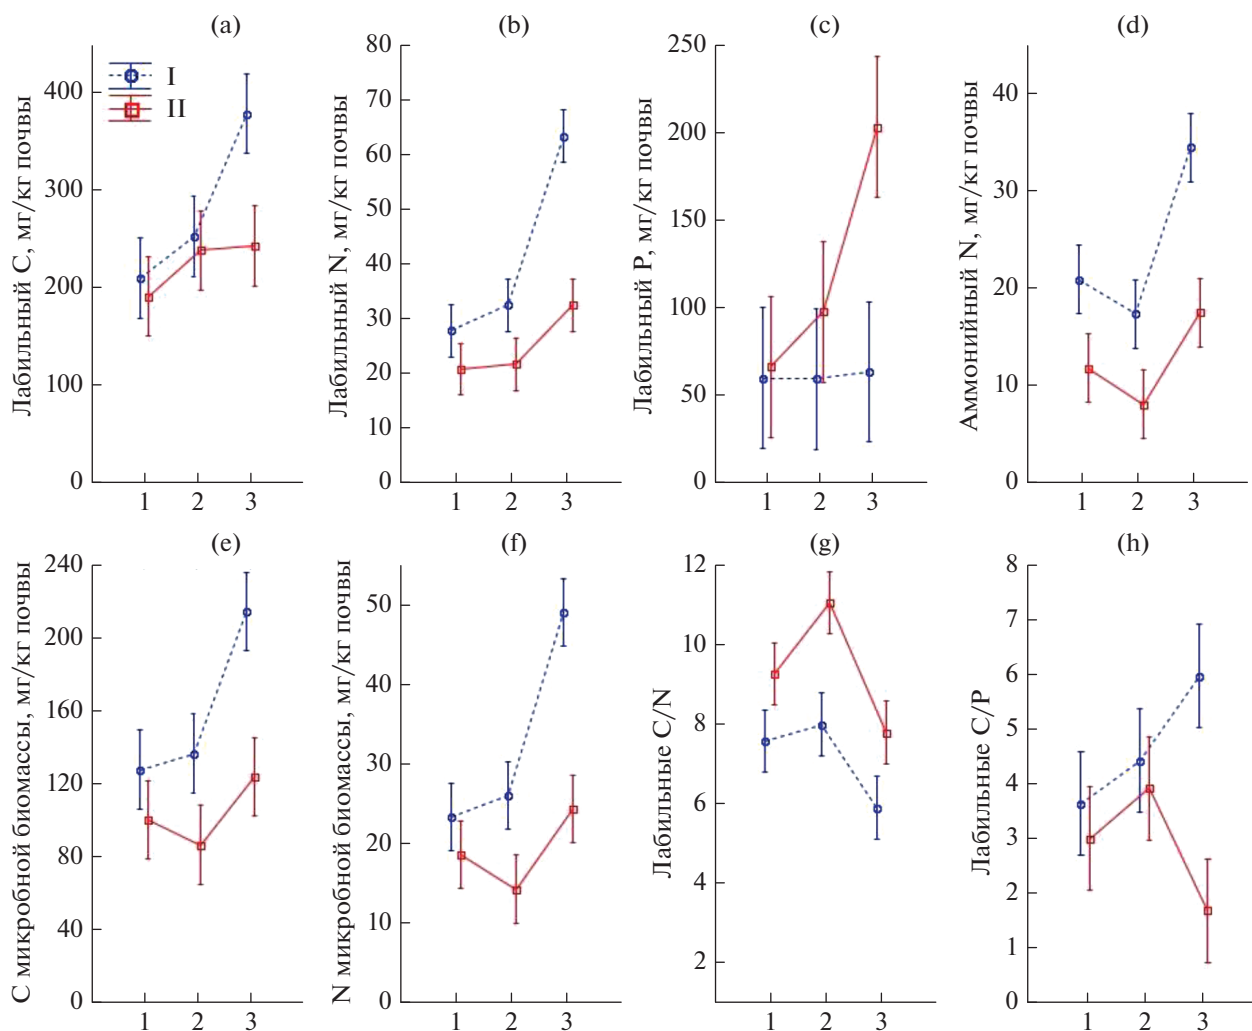 (a)
Лабильный C, мг/кг почвы
400
300
200
100
0
I
II
1 2 3
(b)
Лабильный N, мг/кг почвы
80
70
60
50
40
30
20
10
0
1 2 3
(c)
Лабильный P, мг/кг почвы
250
200
150
100
50
0
1 2 3
(d)
Аммонийный N, мг/кг почвы
40
30
20
10
0
1 2 3
(e)
C микробной биомассы, мг/кг почвы
240
200
160
120
80
40
0
1 2 3
(f)
N микробной биомассы, мг/кг почвы
50
40
30
20
10
0
1 2 3
(g)
Лабильные C/N
12
10
8
6
4
2
1 2 3
(h)
Лабильные C/P
8
7
6
5
4
3
2
1
0
1 2 3